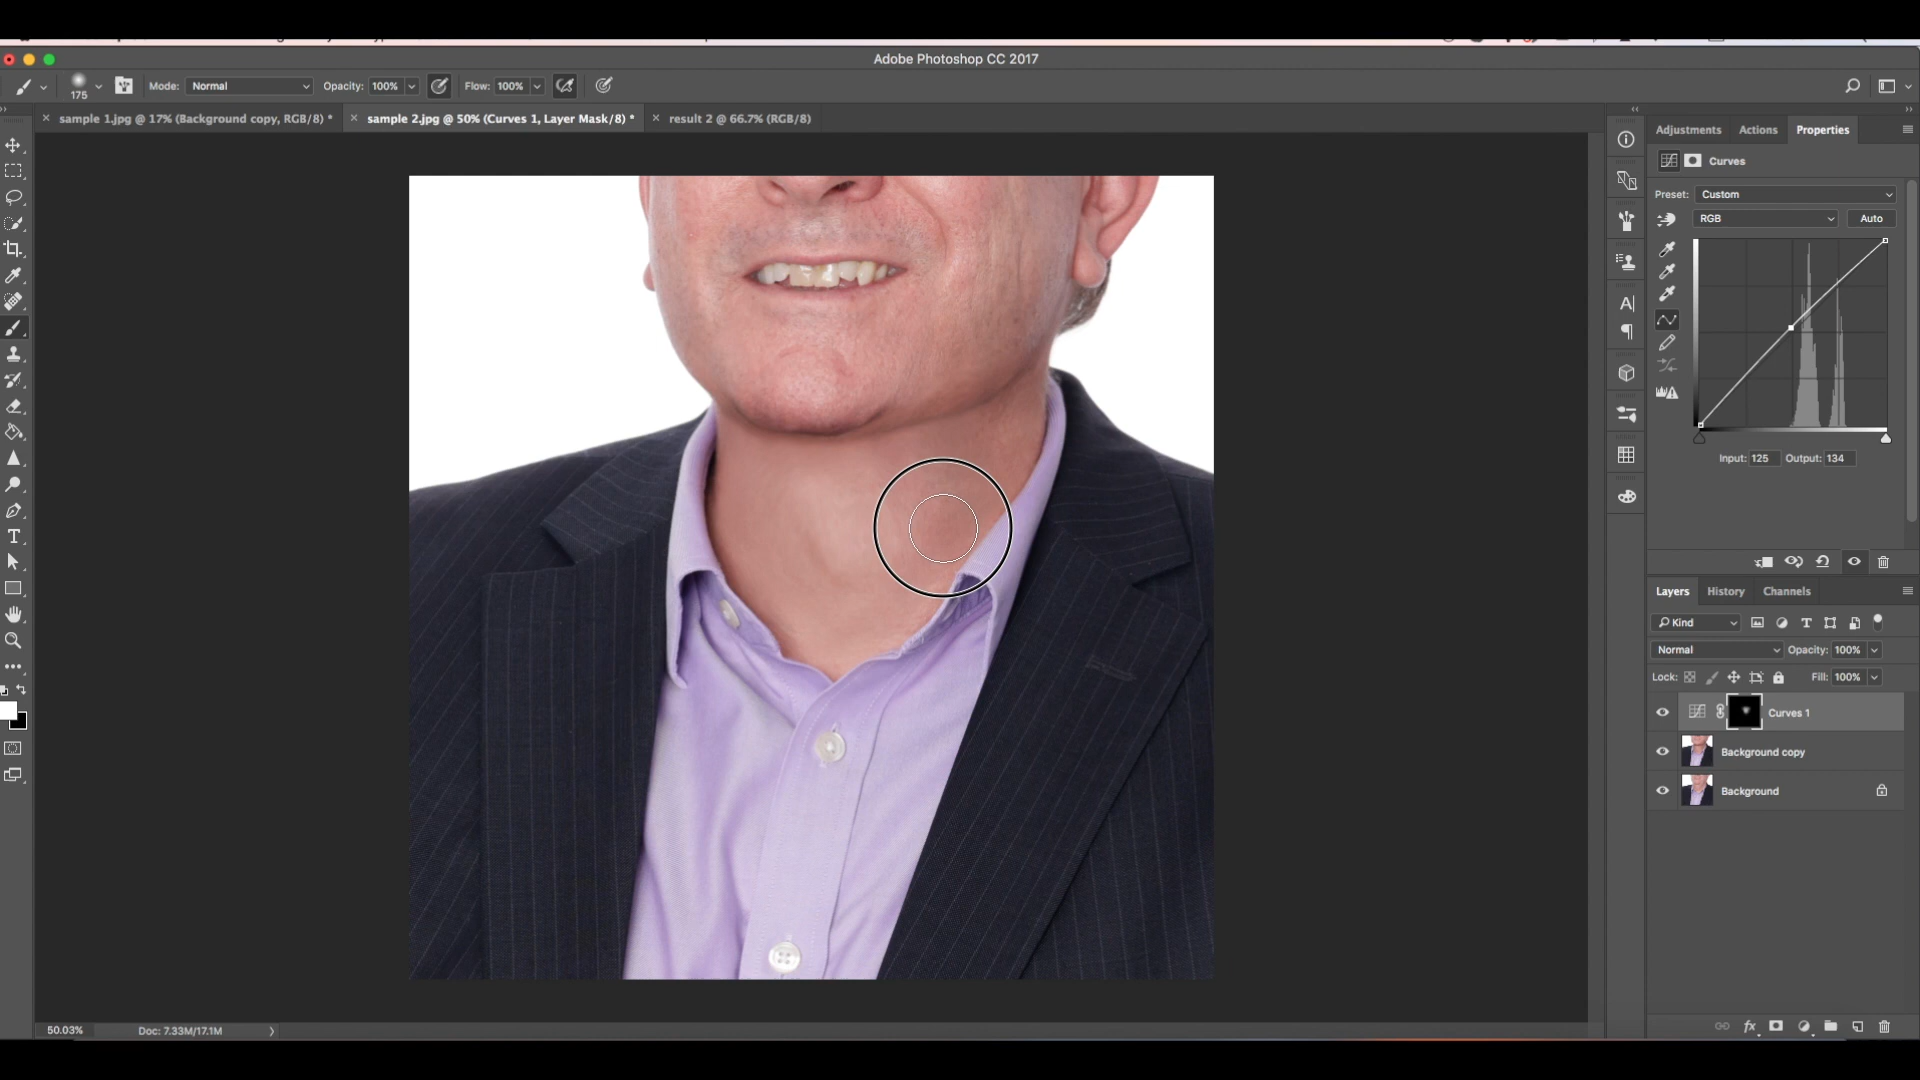 Adobe Photoshop CC 2017
175 Mode: Normal Opacity: 100% Flow: 100%
sample 1.jpg @ 17% (Background copy, RGB/8) * sample 2.jpg @ 50% (Curves 1, Layer Mask/8) * result 2 @ 66.7% (RGB/8)
Adjustments Actions Properties
Curves
Preset: Custom
RGB Auto
Input: 125 Output: 134
Layers History Channels
Kind
Normal Opacity: 100%
Lock: Fill: 100%
Curves 1
Background copy
Background
50.03% Doc: 7.33M/17.1M